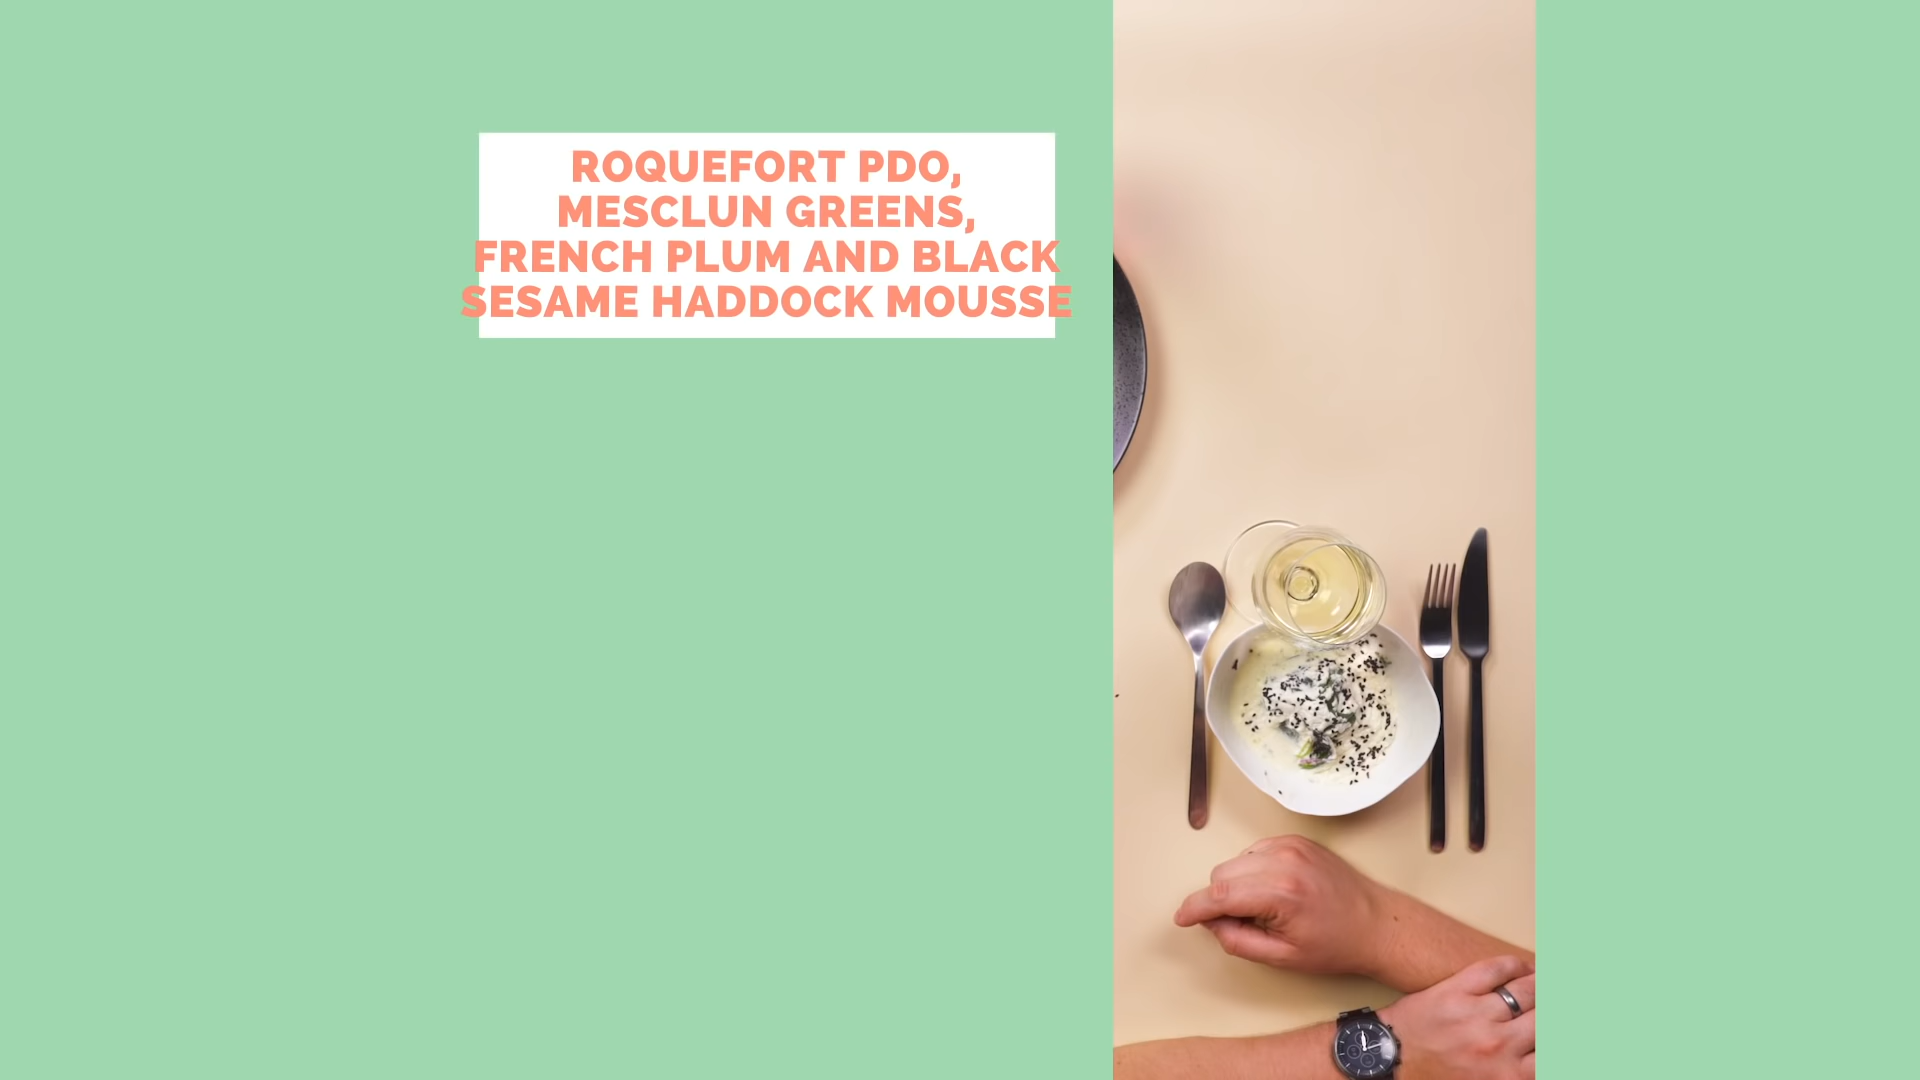 ROQUEFORT PDO,
MESCLUN GREENS,
FRENCH PLUM AND BLACK
SESAME HADDOCK MOUSSE